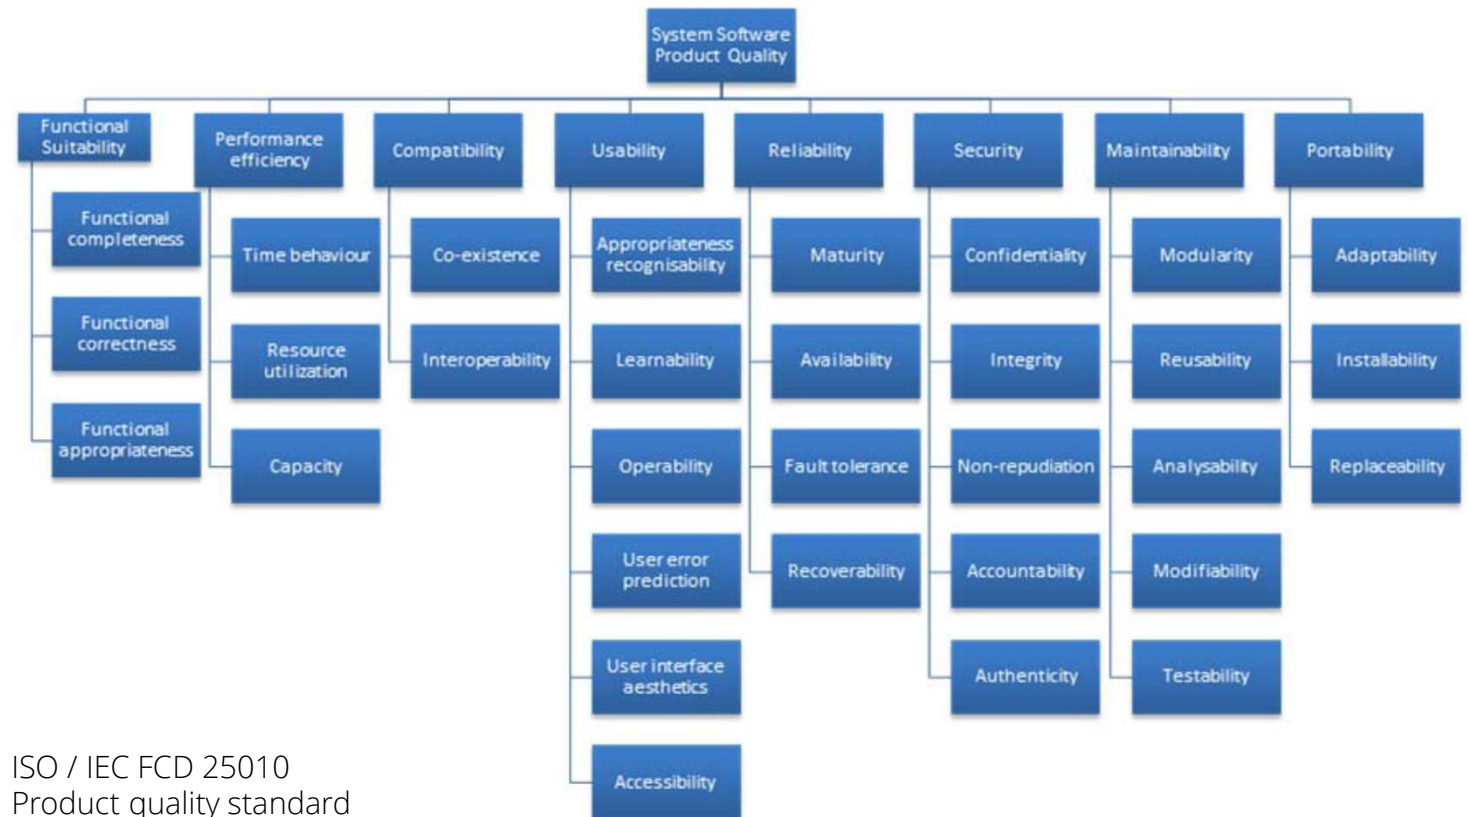 System Software
Product Quality
Functional
Suitability
Functional
completeness
Functional
correctness
Functional
appropriateness
Performance
efficiency
Time behaviour
Resource
utilization
Capacity
Compatibility
Co-existence
Interoperability
Usability
Appropriateness
recognisability
Learnability
Operability
User error
prediction
User interface
aesthetics
Accessibility
Reliability
Maturity
Availability
Fault tolerance
Recoverability
Security
Confidentiality
Integrity
Non-repudiation
Accountability
Authenticity
Maintainability
Modularity
Reusability
Analysability
Modifiability
Testability
Portability
Adaptability
Installability
Replaceability
ISO / IEC FCD 25010
Product quality standard